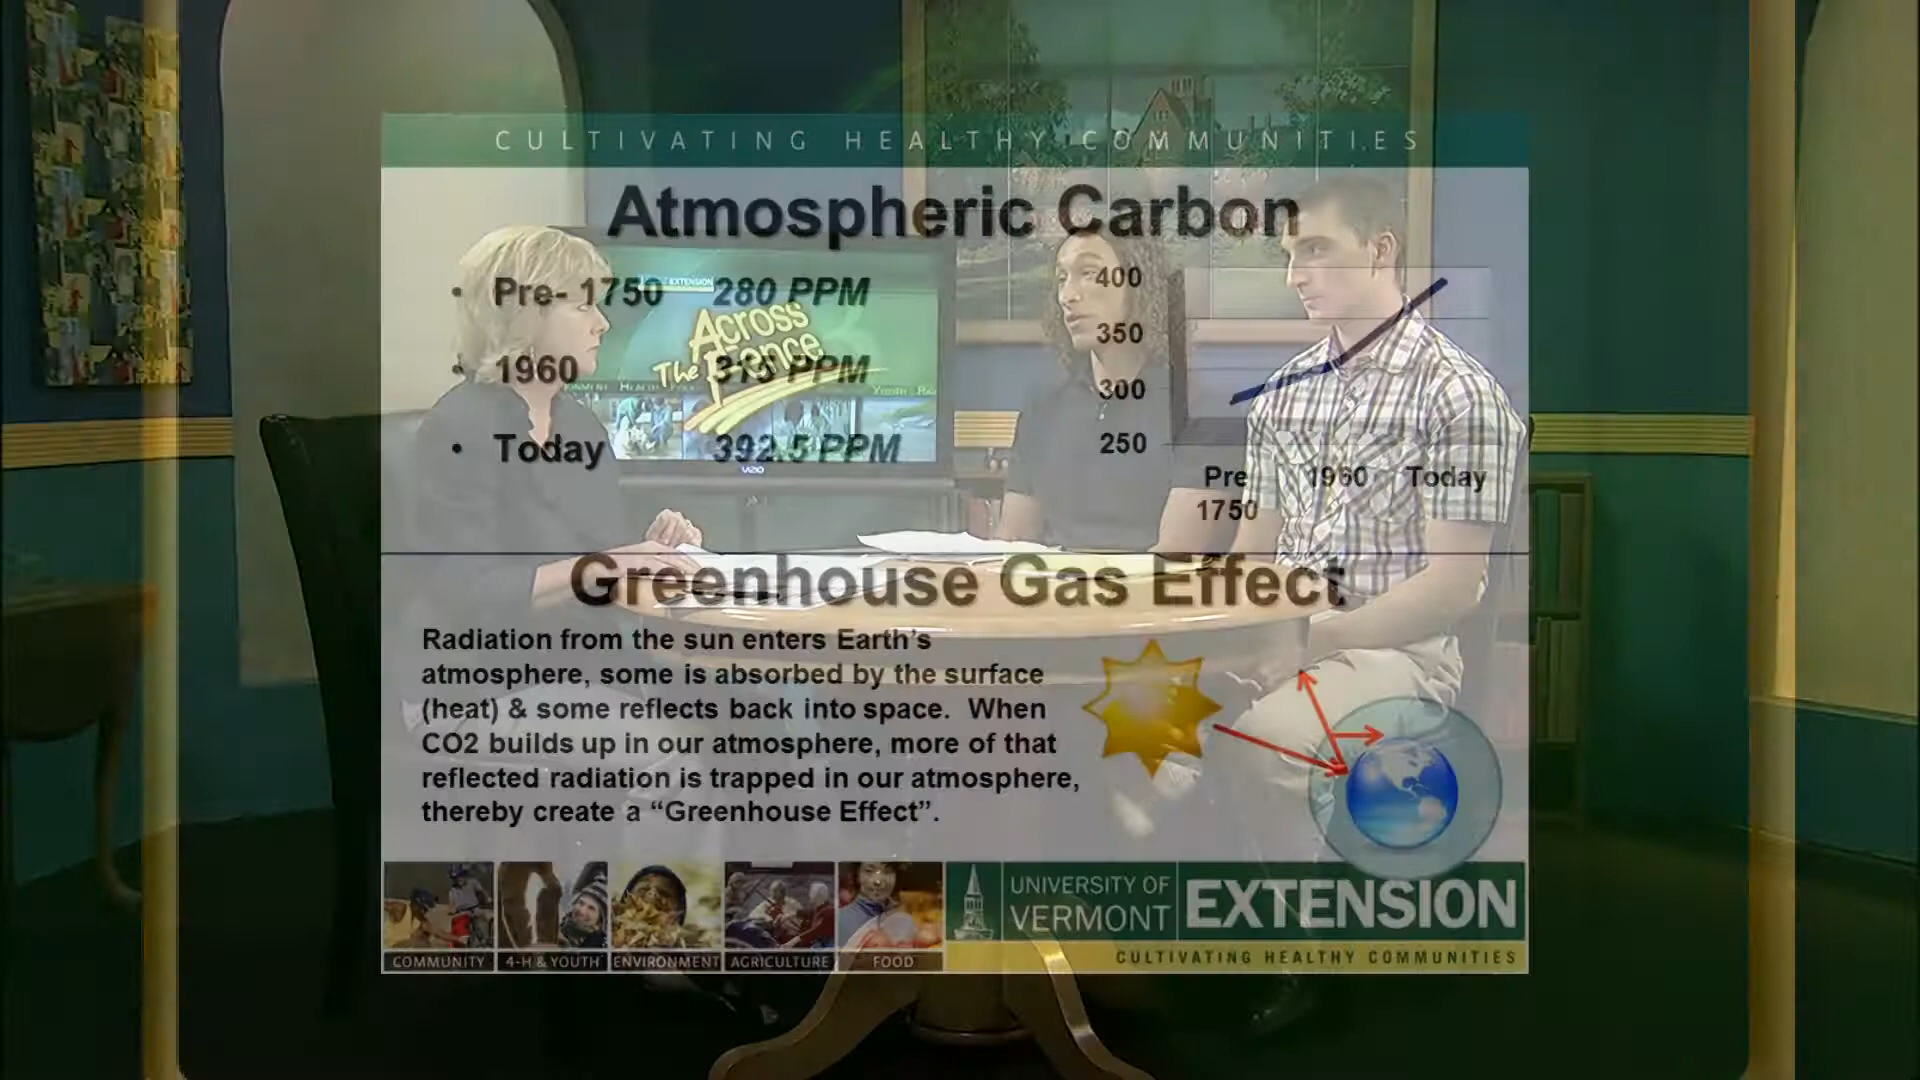 CULTIVATING HEALTHY COMMUNITIES
Atmospheric Carbon
• Pre- 1750 280 PPM
• 1960 315 PPM
• Today 392.5 PPM
400
350
300
250
Pre 1960 Today
1750
EXTENSION
Across
The Fence
VIZIO
Greenhouse Gas Effect
Radiation from the sun enters Earth’s
atmosphere, some is absorbed by the surface
(heat) & some reflects back into space. When
CO2 builds up in our atmosphere, more of that
reflected radiation is trapped in our atmosphere,
thereby create a “Greenhouse Effect”.
COMMUNITY 4-H & YOUTH ENVIRONMENT AGRICULTURE FOOD
UNIVERSITY OF
VERMONT
EXTENSION
CULTIVATING HEALTHY COMMUNITIES